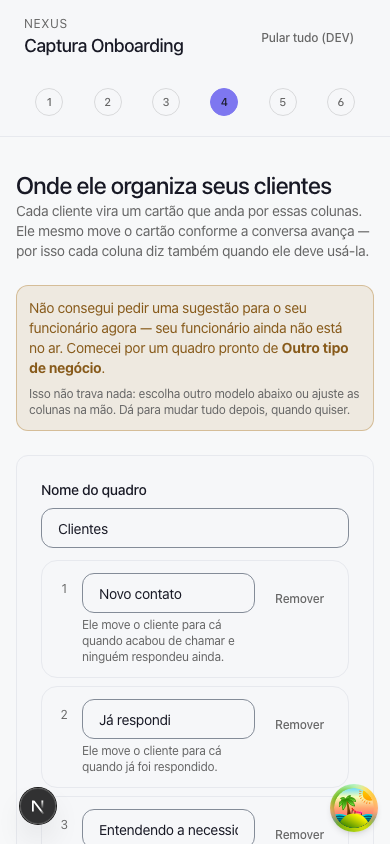 NEXUS
Captura Onboarding
Pular tudo (DEV)
1 2 3 4 5 6
Onde ele organiza seus clientes
Cada cliente vira um cartão que anda por essas colunas.
Ele mesmo move o cartão conforme a conversa avança —
por isso cada coluna diz também quando ele deve usá-la.
Não consegui pedir uma sugestão para o seu
funcionário agora — seu funcionário ainda não está
no ar. Comecei por um quadro pronto de Outro tipo
de negócio.
Isso não trava nada: escolha outro modelo abaixo ou ajuste as
colunas na mão. Dá para mudar tudo depois, quando quiser.
Nome do quadro
Clientes
1 Novo contato Remover
Ele move o cliente para cá
quando acabou de chamar e
ninguém respondeu ainda.
2 Já respondi Remover
Ele move o cliente para cá
quando já foi respondido.
N
3 Entendendo a necessi Remover